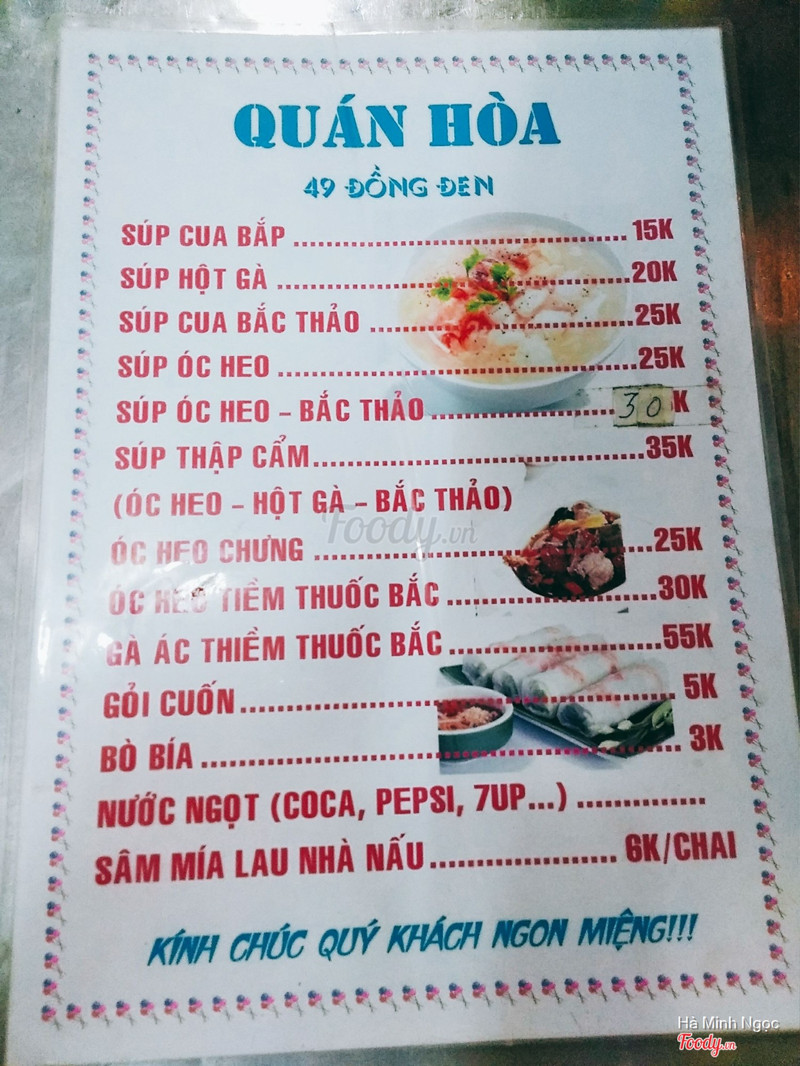 QUÁN HÒA
49 ĐỒNG ĐEN
SÚP CUA BẮP ........................................ 15K
SÚP HỘT GÀ ........................................ 20K
SÚP CUA BẮC THẢO ........................................ 25K
SÚP ÓC HEO ........................................ 25K
SÚP ÓC HEO – BẮC THẢO ........................................ 30K
SÚP THẬP CẨM ........................................ 35K
(ÓC HEO – HỘT GÀ – BẮC THẢO)
Foody.vn
ÓC HEO CHƯNG ........................................ 25K
ÓC HEO TIỀM THUỐC BẮC ........................................ 30K
GÀ ÁC THIỀM THUỐC BẮC ........................................ 55K
GỎI CUỐN ........................................ 5K
BÒ BÍA ........................................ 3K
NƯỚC NGỌT (COCA, PEPSI, 7UP...) ..............
SÂM MÍA LAU NHÀ NẤU .................... 6K/CHAI
KÍNH CHÚC QUÝ KHÁCH NGON MIỆNG!!!
Hà Minh Ngọc
Foody.vn